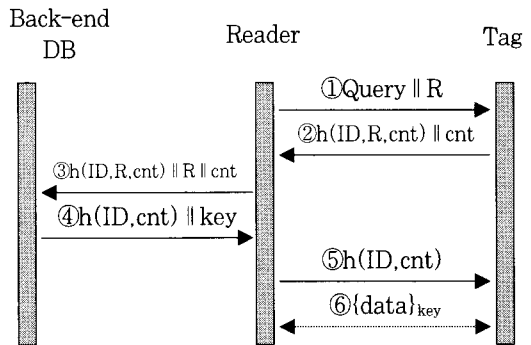 Back-end
DB
Reader
Tag
①Query ∥ R
②h(ID,R,cnt) ∥ cnt
③h(ID,R,cnt) ∥ R ∥ cnt
④h(ID,cnt) ∥ key
⑤h(ID,cnt)
⑥{data}key